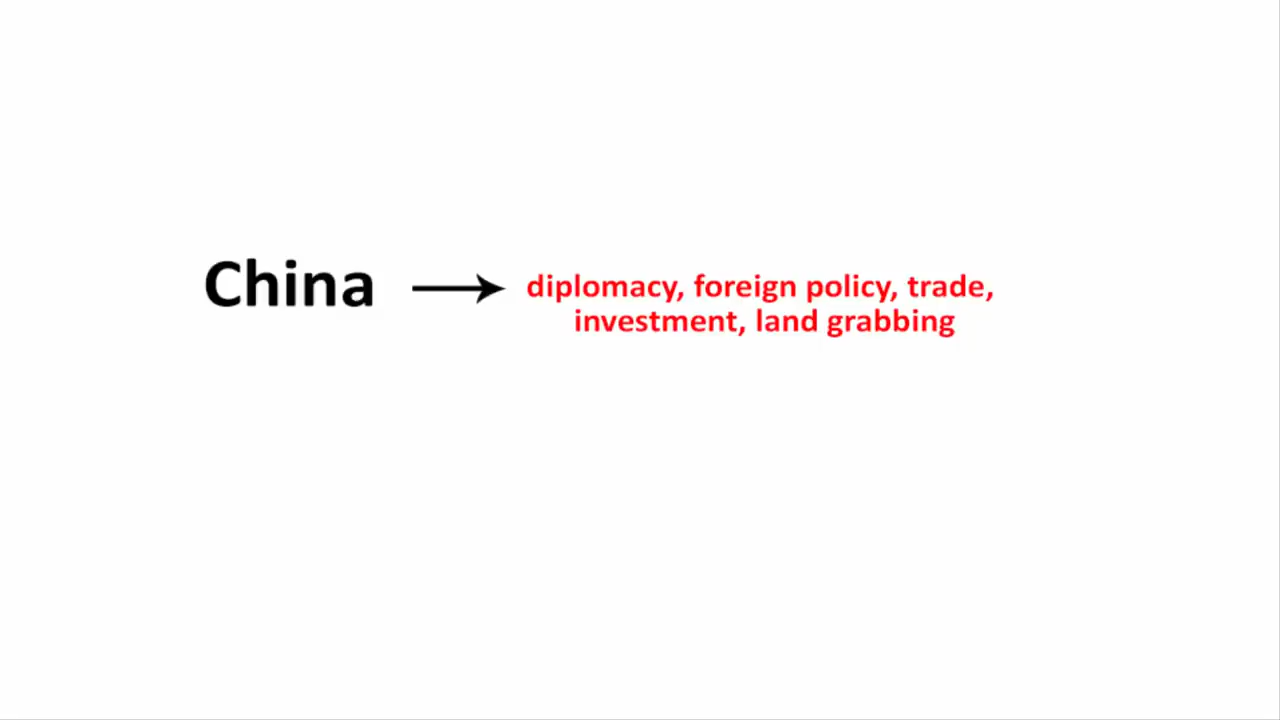 China
diplomacy, foreign policy, trade,
investment, land grabbing